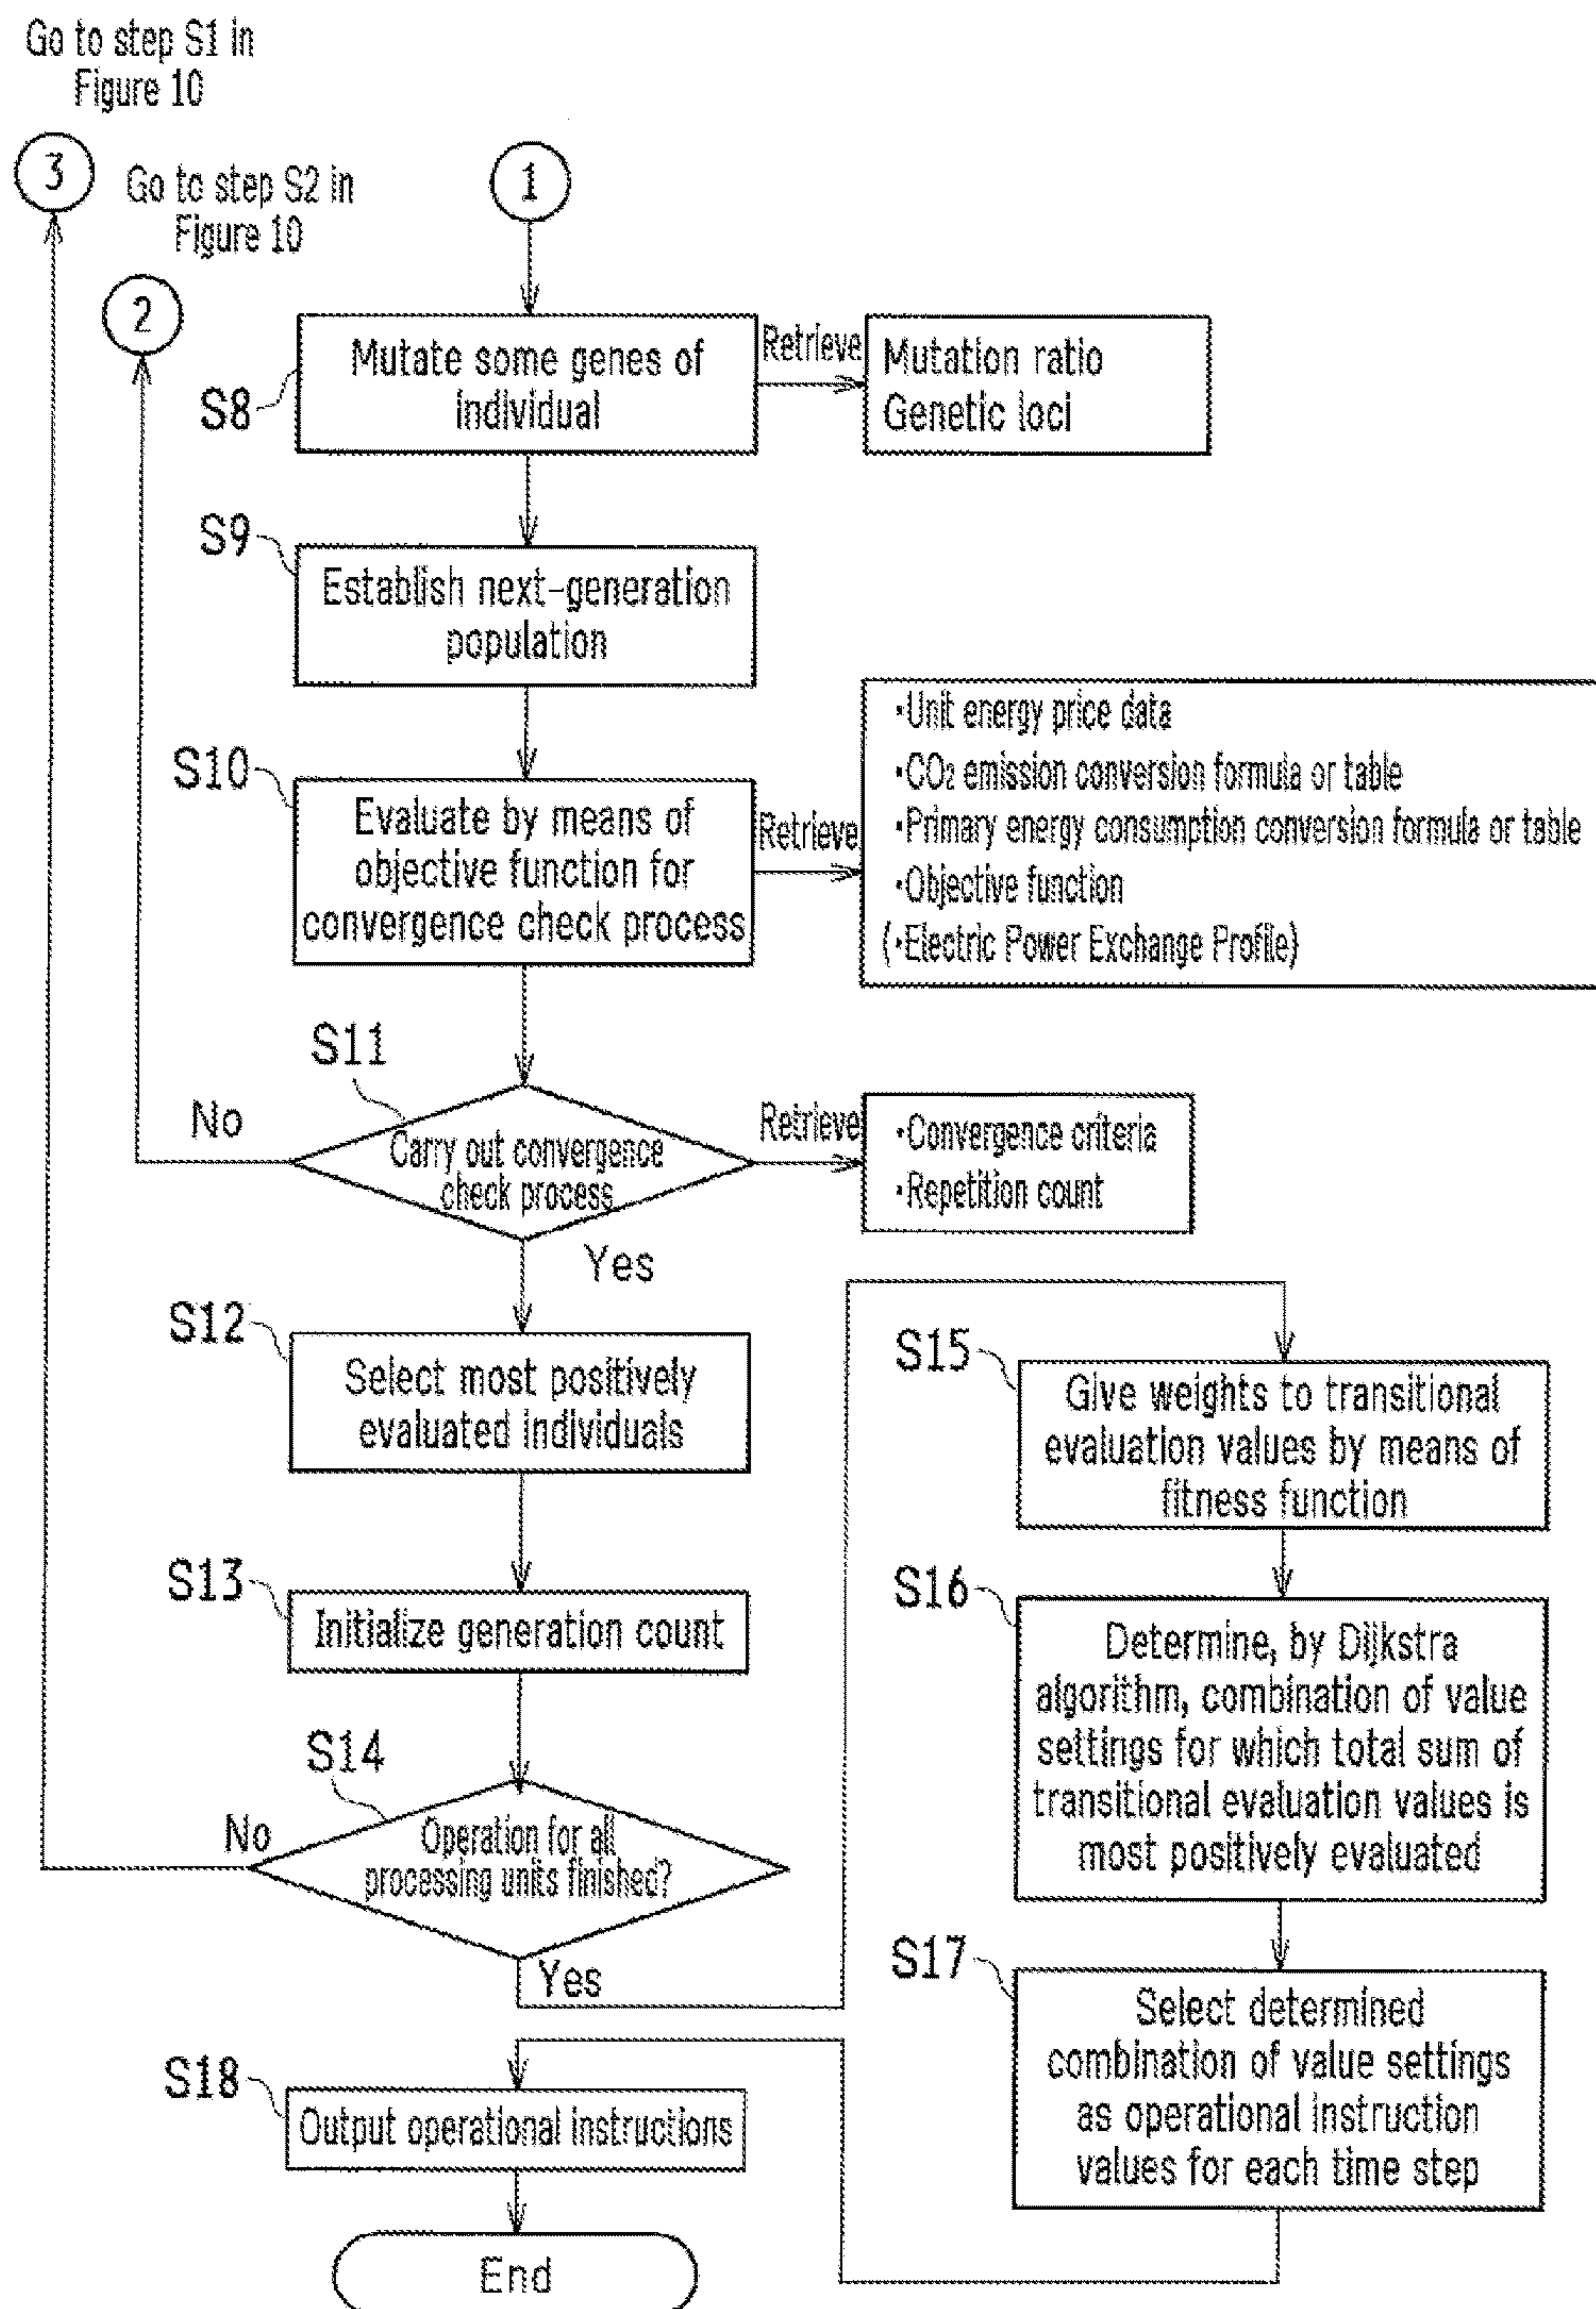 Go to step S1 in
Figure 10
3
Go to step S2 in
Figure 10
1
2
S8
Mutate some genes of
individual
Retrieve
Mutation ratio
Genetic loci
S9
Establish next-generation
population
S10
Evaluate by means of
objective function for
convergence check process
Retrieve
･Unit energy price data
･CO₂ emission conversion formula or table
･Primary energy consumption conversion formula or table
･Objective function
(･Electric Power Exchange Profile)
S11
No
Carry out convergence
check process
Retrieve
･Convergence criteria
･Repetition count
Yes
S12
Select most positively
evaluated individuals
S13
Initialize generation count
S14
No
Operation for all
processing units finished?
Yes
S15
Give weights to transitional
evaluation values by means of
fitness function
S16
Determine, by Dijkstra
algorithm, combination of value
settings for which total sum of
transitional evaluation values is
most positively evaluated
S17
Select determined
combination of value settings
as operational instruction
values for each time step
S18
Output operational instructions
End